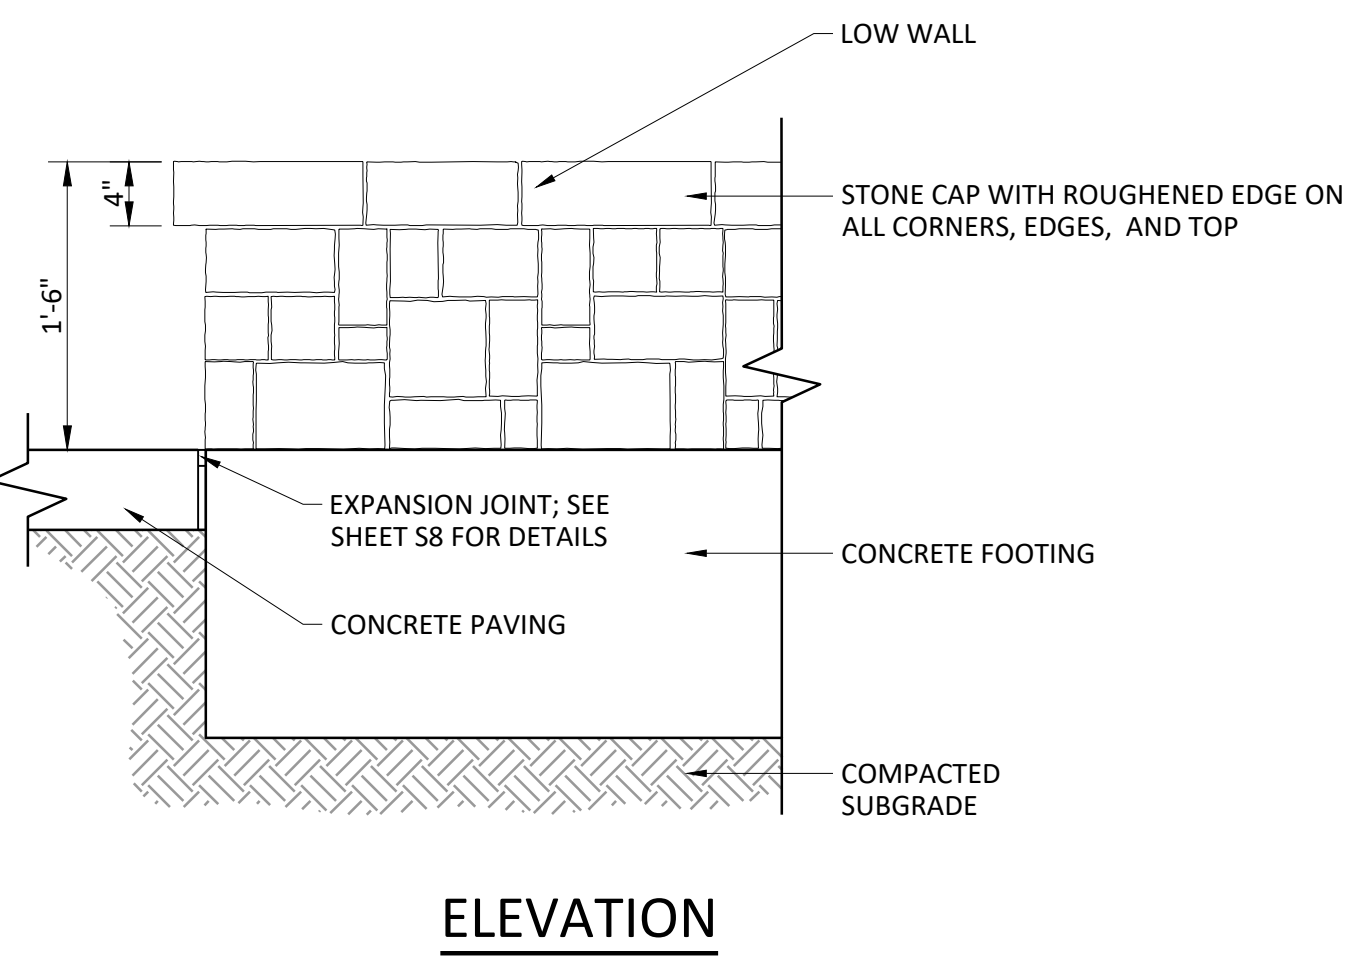 LOW WALL
STONE CAP WITH ROUGHENED EDGE ON
ALL CORNERS, EDGES, AND TOP
4"
1'-6"
EXPANSION JOINT; SEE
SHEET S8 FOR DETAILS
CONCRETE FOOTING
CONCRETE PAVING
COMPACTED
SUBGRADE
ELEVATION